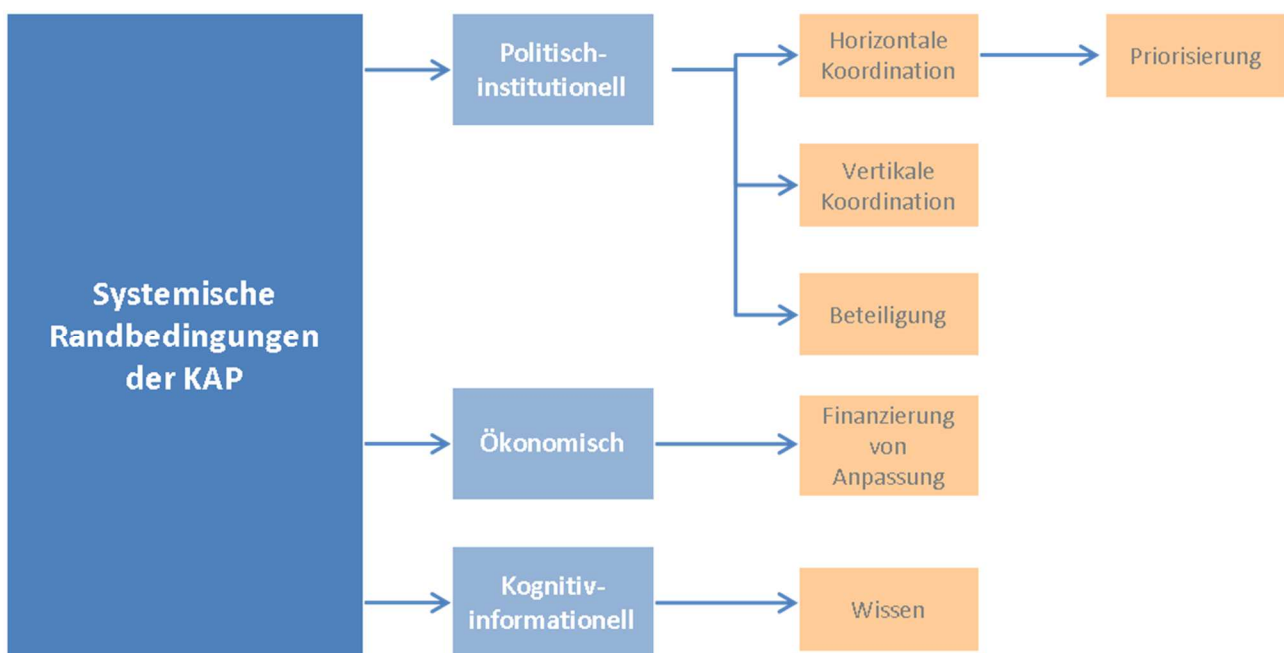 Systemische
Randbedingungen
der KAP
Politisch-
institutionell
Horizontale
Koordination
Priorisierung
Vertikale
Koordination
Beteiligung
Ökonomisch
Finanzierung
von
Anpassung
Kognitiv-
informationell
Wissen